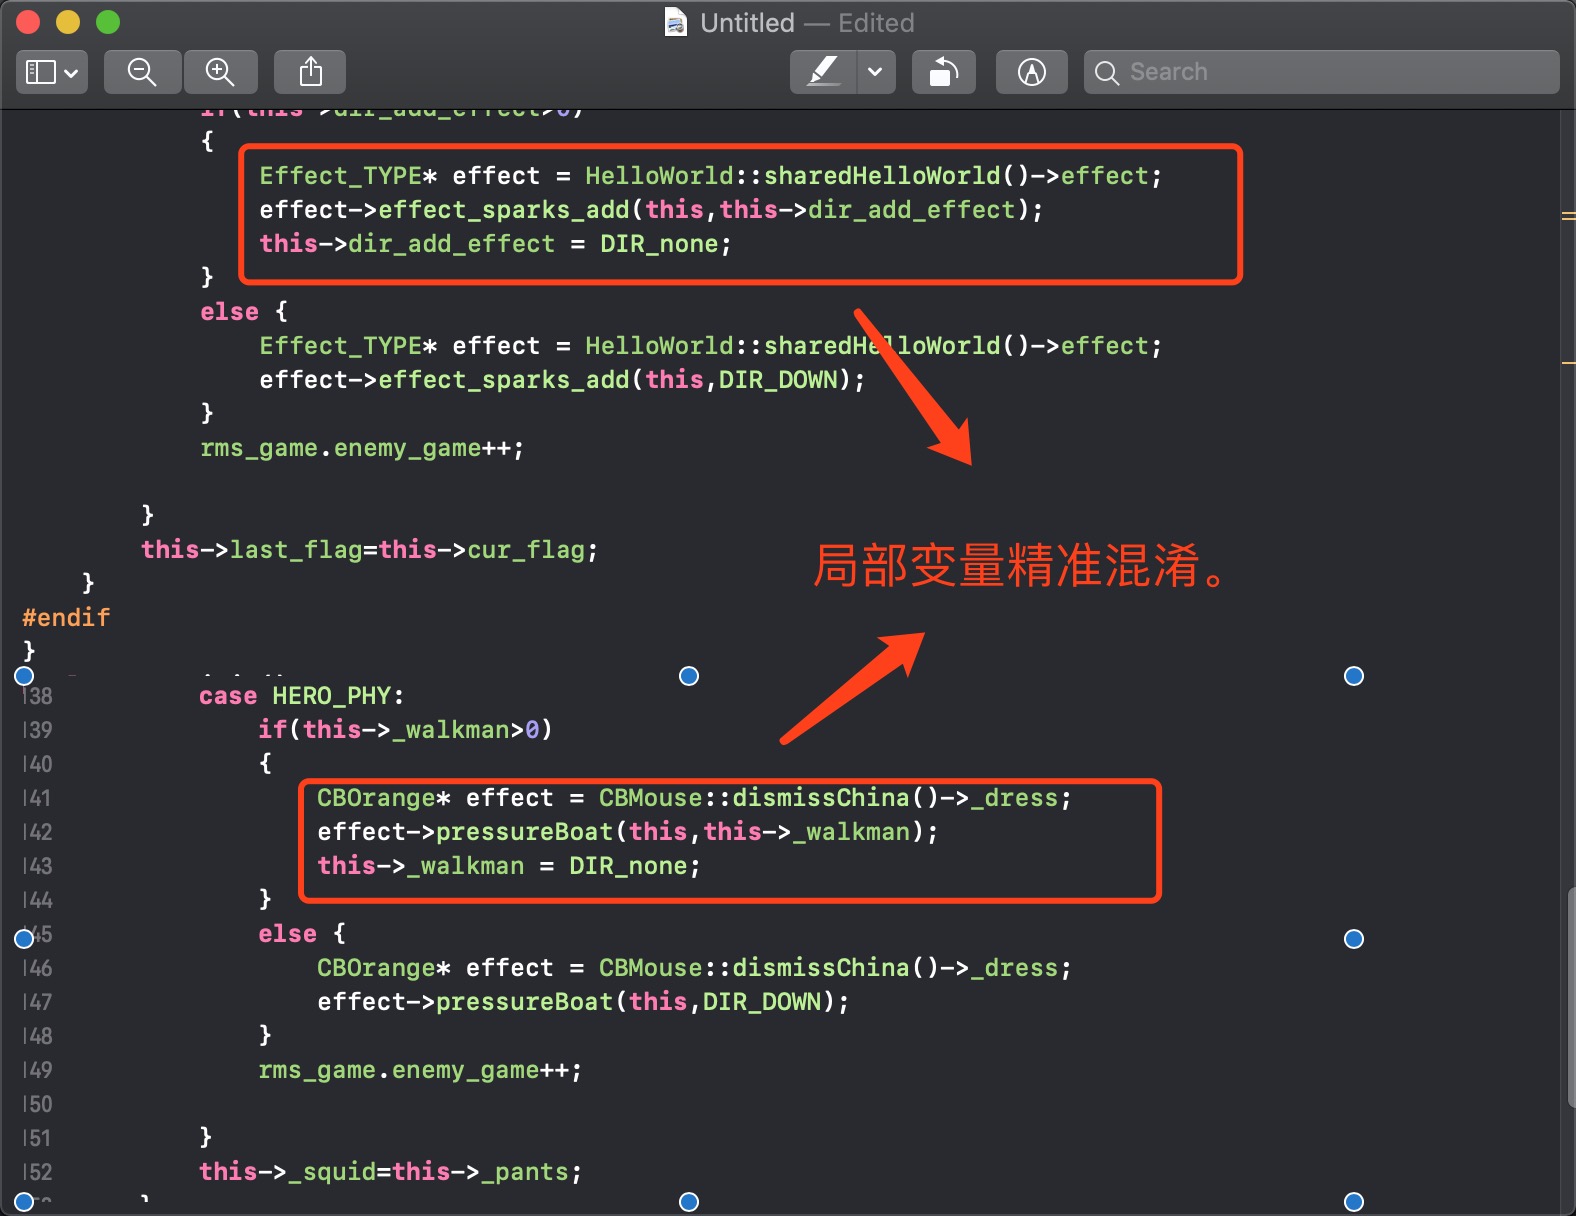 Untitled — Edited
Search
if(this->dir_add_effect>0)
{
Effect_TYPE* effect = HelloWorld::sharedHelloWorld()->effect;
effect->effect_sparks_add(this,this->dir_add_effect);
this->dir_add_effect = DIR_none;
}
else {
Effect_TYPE* effect = HelloWorld::sharedHelloWorld()->effect;
effect->effect_sparks_add(this,DIR_DOWN);
}
rms_game.enemy_game++;
}
this->last_flag=this->cur_flag;
局部变量精准混淆。
}
#endif
}
138 case HERO_PHY:
139 if(this->_walkman>0)
140 {
141 CBOrange* effect = CBMouse::dismissChina()->_dress;
142 effect->pressureBoat(this,this->_walkman);
143 this->_walkman = DIR_none;
144 }
145 else {
146 CBOrange* effect = CBMouse::dismissChina()->_dress;
147 effect->pressureBoat(this,DIR_DOWN);
148 }
149 rms_game.enemy_game++;
150
151 }
152 this->_squid=this->_pants;